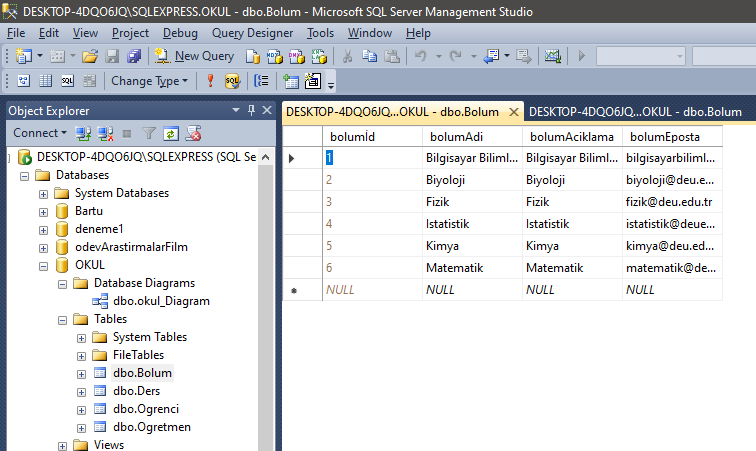 DESKTOP-4DQO6JQ\SQLEXPRESS.OKUL - dbo.Bolum - Microsoft SQL Server Management Studio
File Edit View Project Debug Query Designer Tools Window Help
New Query
Change Type
Object Explorer
Connect
DESKTOP-4DQO6JQ\SQLEXPRESS (SQL Se
Databases
System Databases
Bartu
deneme1
odevArastirmalarFilm
OKUL
Database Diagrams
dbo.okul_Diagram
Tables
System Tables
FileTables
dbo.Bolum
dbo.Ders
dbo.Ogrenci
dbo.Ogretmen
Views
DESKTOP-4DQO6JQ...OKUL - dbo.Bolum DESKTOP-4DQO6JQ...OKUL - dbo.Bolum
bolumİd bolumAdi bolumAciklama bolumEposta
1 Bilgisayar Biliml... Bilgisayar Biliml... bilgisayarbiliml...
2 Biyoloji Biyoloji biyoloji@deu.e...
3 Fizik Fizik fizik@deu.edu.tr
4 Istatistik Istatistik istatistik@deue...
5 Kimya Kimya kimya@deu.ed...
6 Matematik Matematik matematik@de...
NULL NULL NULL NULL